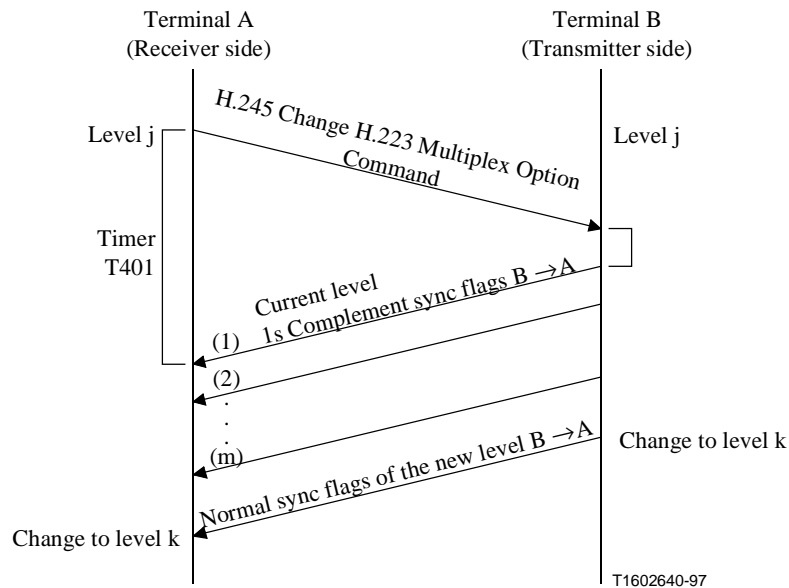 Terminal A
(Receiver side)
Terminal B
(Transmitter side)
H.245 Change H.223 Multiplex Option
Command
Level j
Level j
Timer
T401
Current level
1s Complement sync flags B →A
(1)
(2)
.
.
.
(m)
Normal sync flags of the new level B →A
Change to level k
Change to level k
T1602640-97